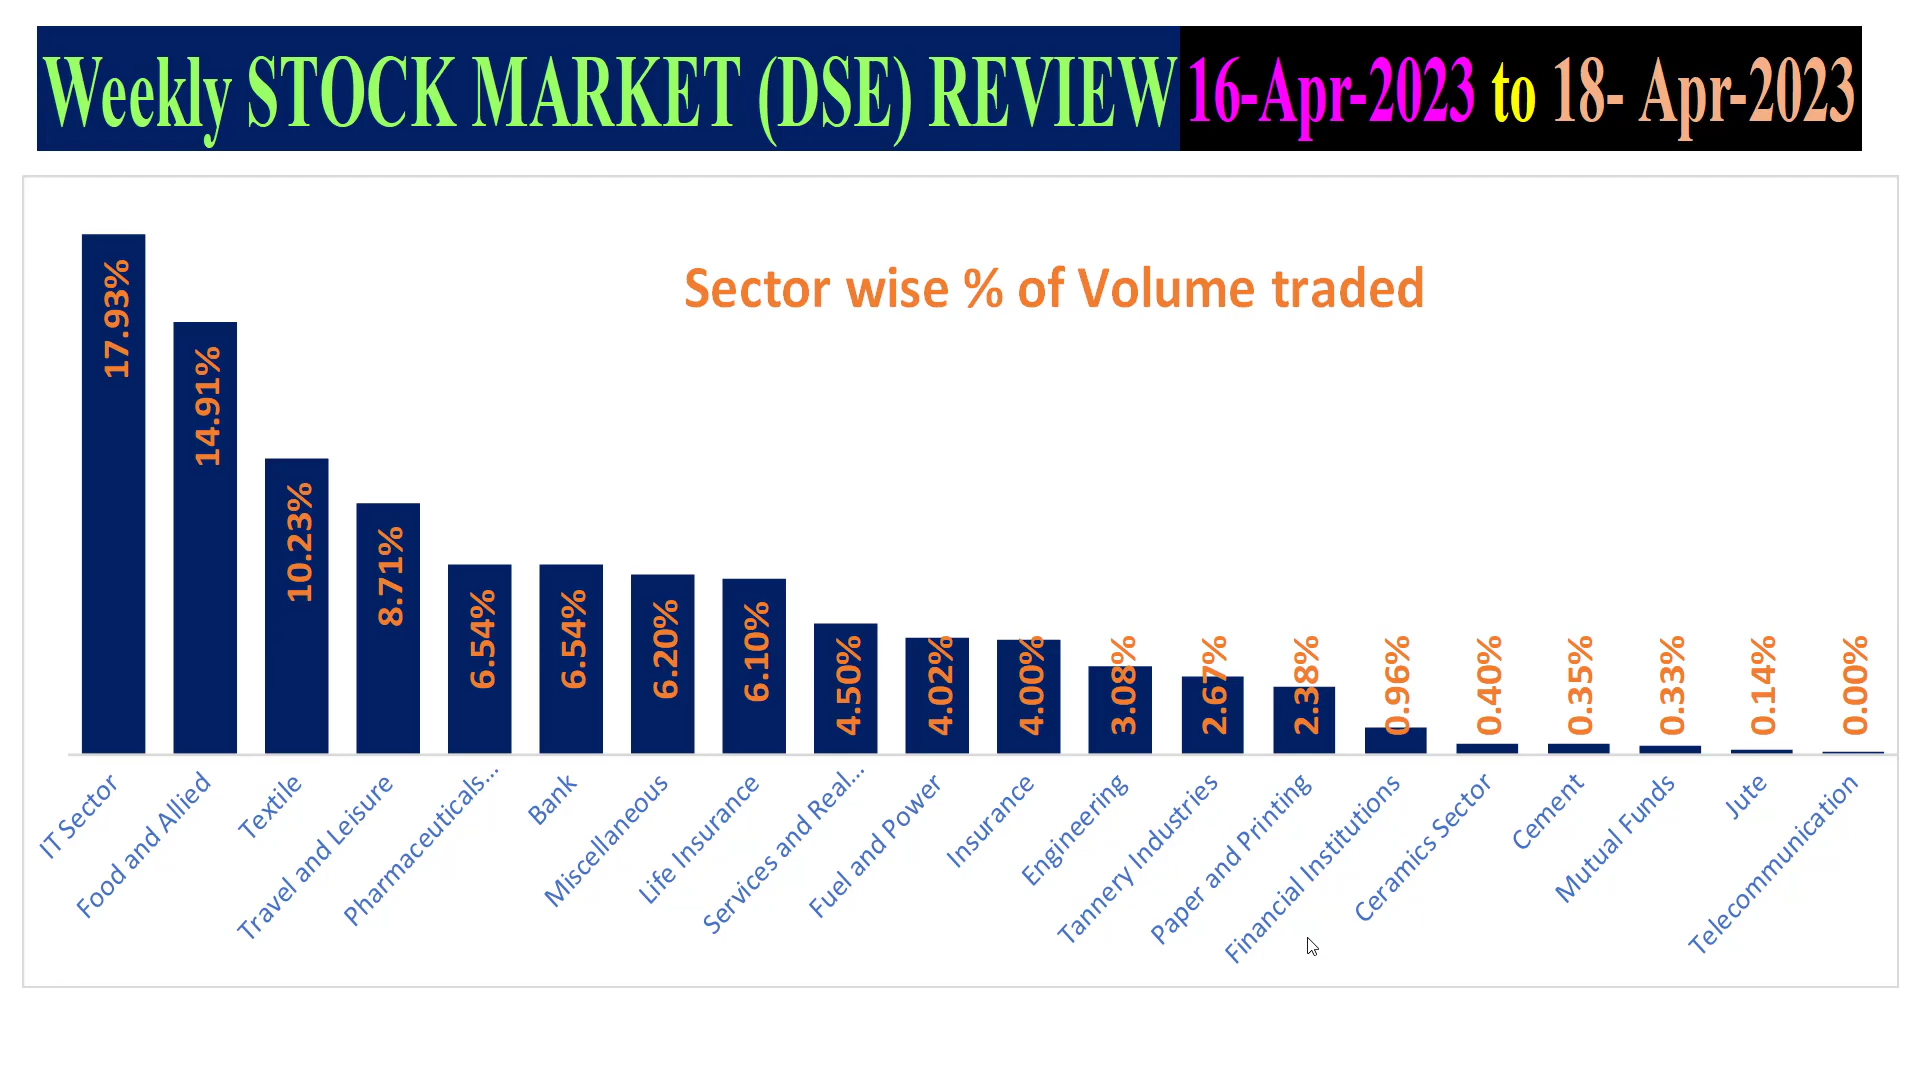 Weekly STOCK MARKET (DSE) REVIEW 16-Apr-2023 to 18- Apr-2023
Sector wise % of Volume traded
17.93%
14.91%
10.23%
8.71%
6.54%
6.54%
6.20%
6.10%
4.50%
4.02%
4.00%
3.08%
2.67%
2.38%
0.96%
0.40%
0.35%
0.33%
0.14%
0.00%
IT Sector
Food and Allied
Textile
Travel and Leisure
Pharmaceuticals...
Bank
Miscellaneous
Life Insurance
Services and Real...
Fuel and Power
Insurance
Engineering
Tannery Industries
Paper and Printing
Financial Institutions
Ceramics Sector
Cement
Mutual Funds
Jute
Telecommunication